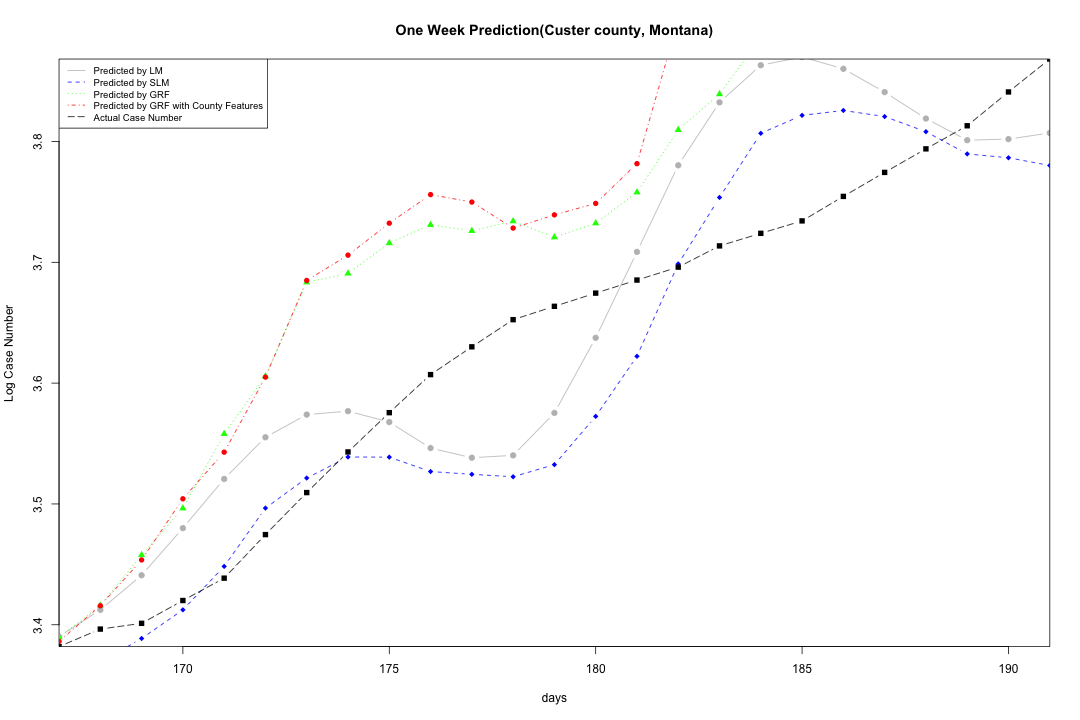 One Week Prediction(Custer county, Montana)
Predicted by LM
Predicted by SLM
Predicted by GRF
Predicted by GRF with County Features
Actual Case Number
Log Case Number
3.8
3.7
3.6
3.5
3.4
170 175 180 185 190
days